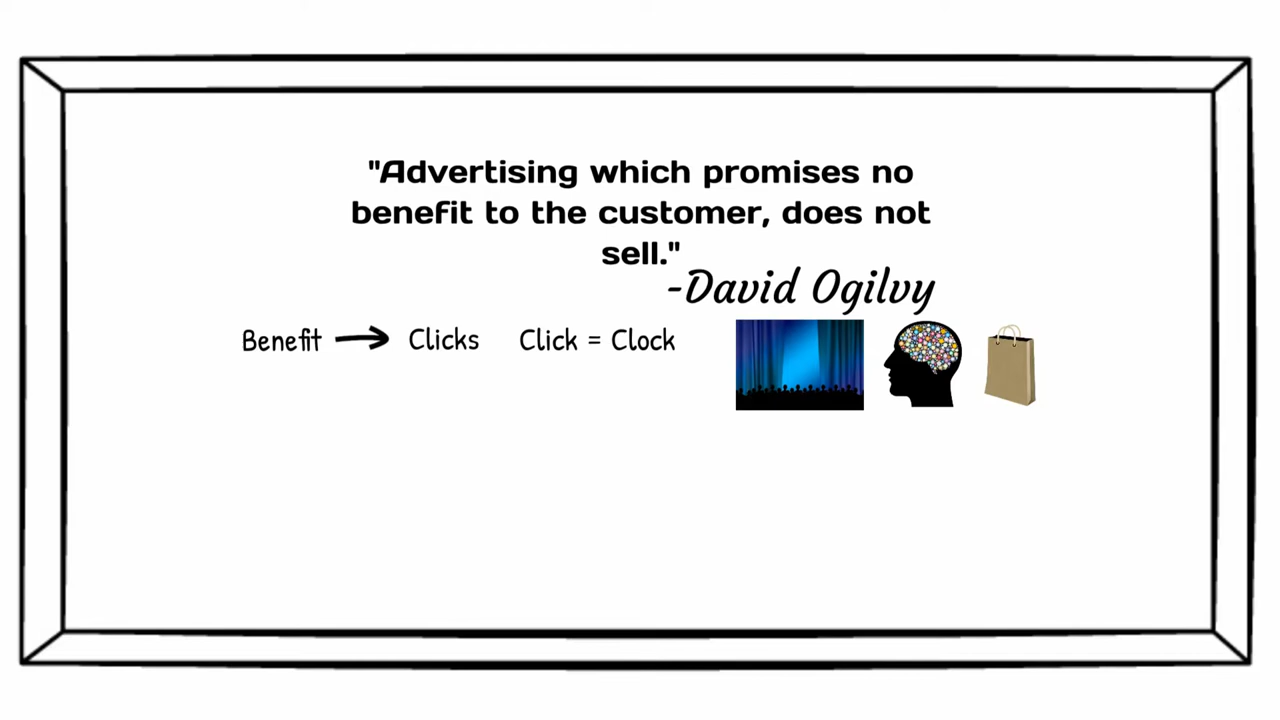 "Advertising which promises no
benefit to the customer, does not
sell."
-David Ogilvy
Benefit → Clicks Click = Clock